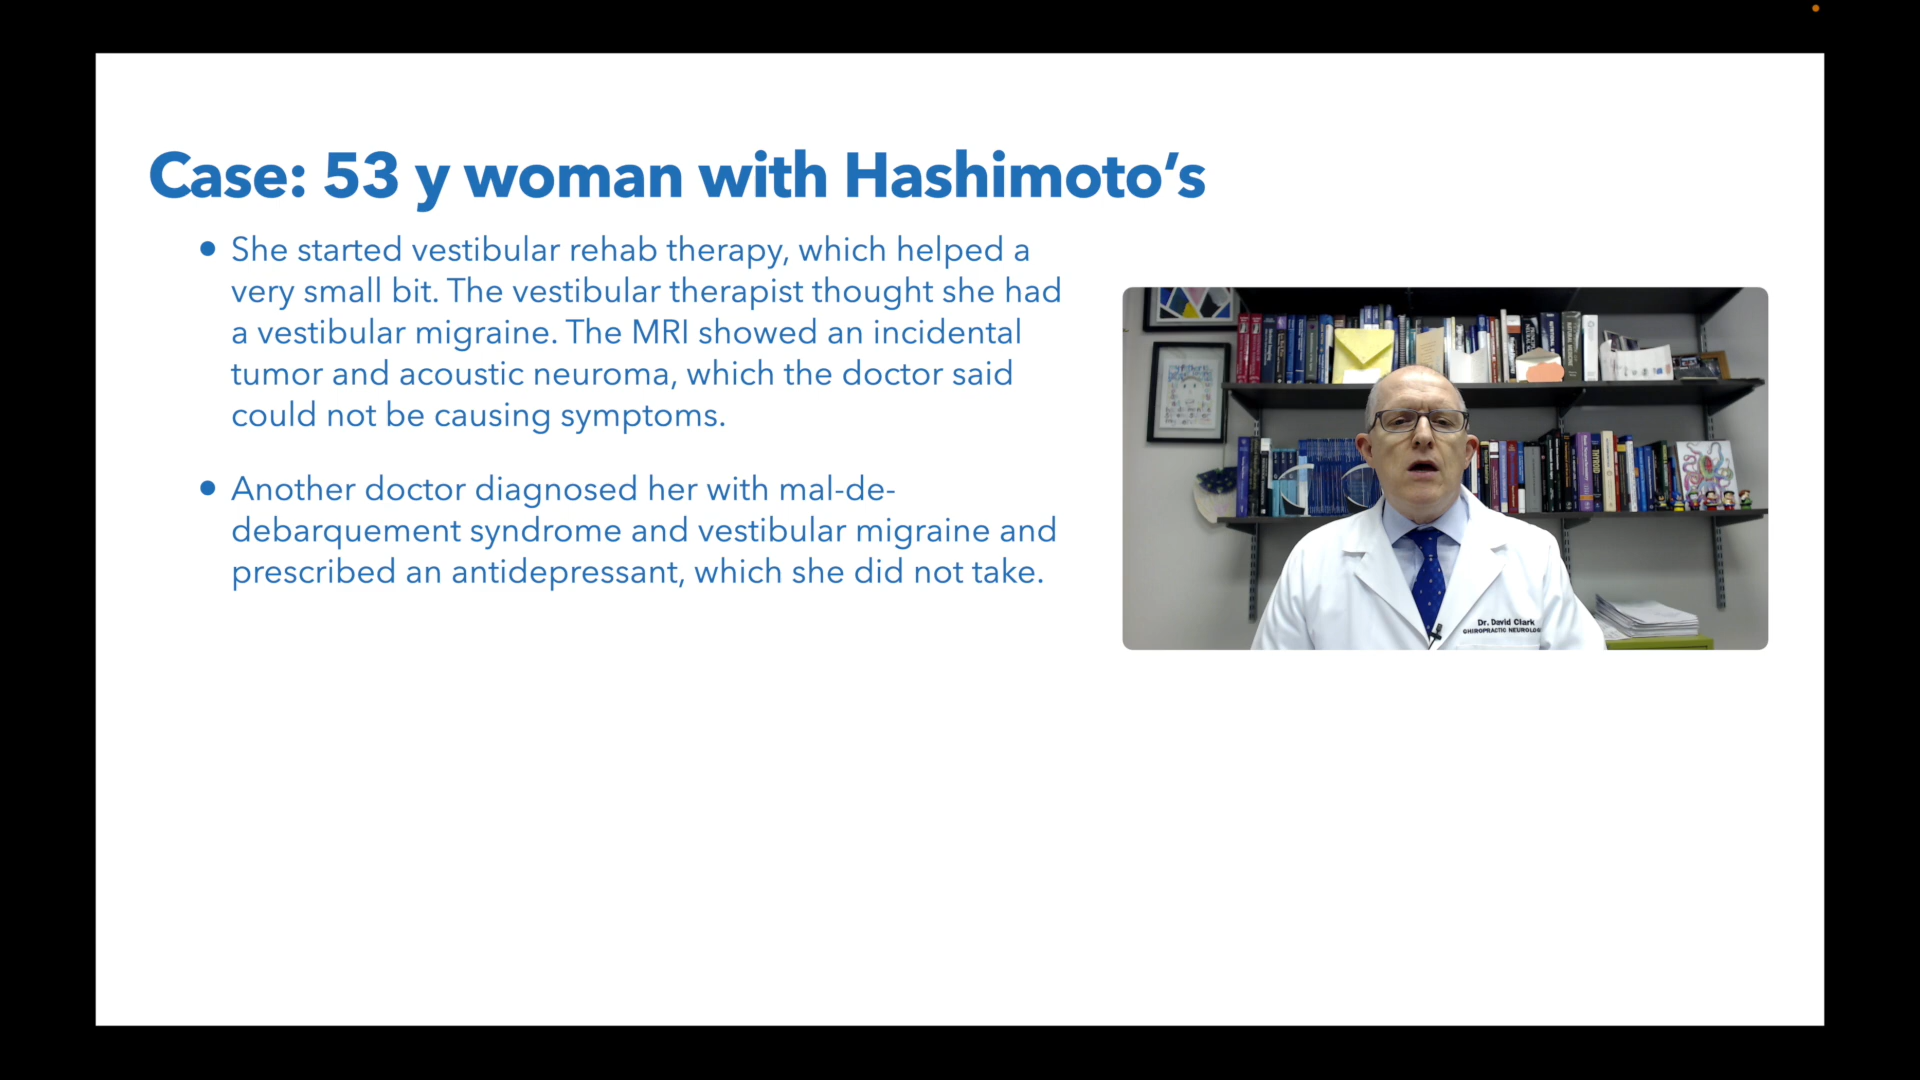 Case: 53 y woman with Hashimoto’s
• She started vestibular rehab therapy, which helped a
very small bit. The vestibular therapist thought she had
a vestibular migraine. The MRI showed an incidental
tumor and acoustic neuroma, which the doctor said
could not be causing symptoms.
• Another doctor diagnosed her with mal-de-
debarquement syndrome and vestibular migraine and
prescribed an antidepressant, which she did not take.
Dr. David Clark
CHIROPRACTIC NEUROLO